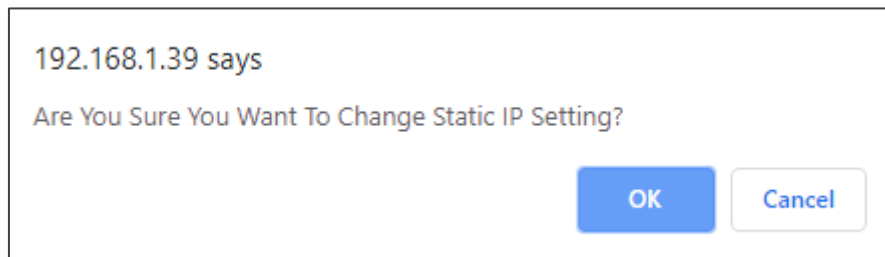 192.168.1.39 says
Are You Sure You Want To Change Static IP Setting?
OK
Cancel